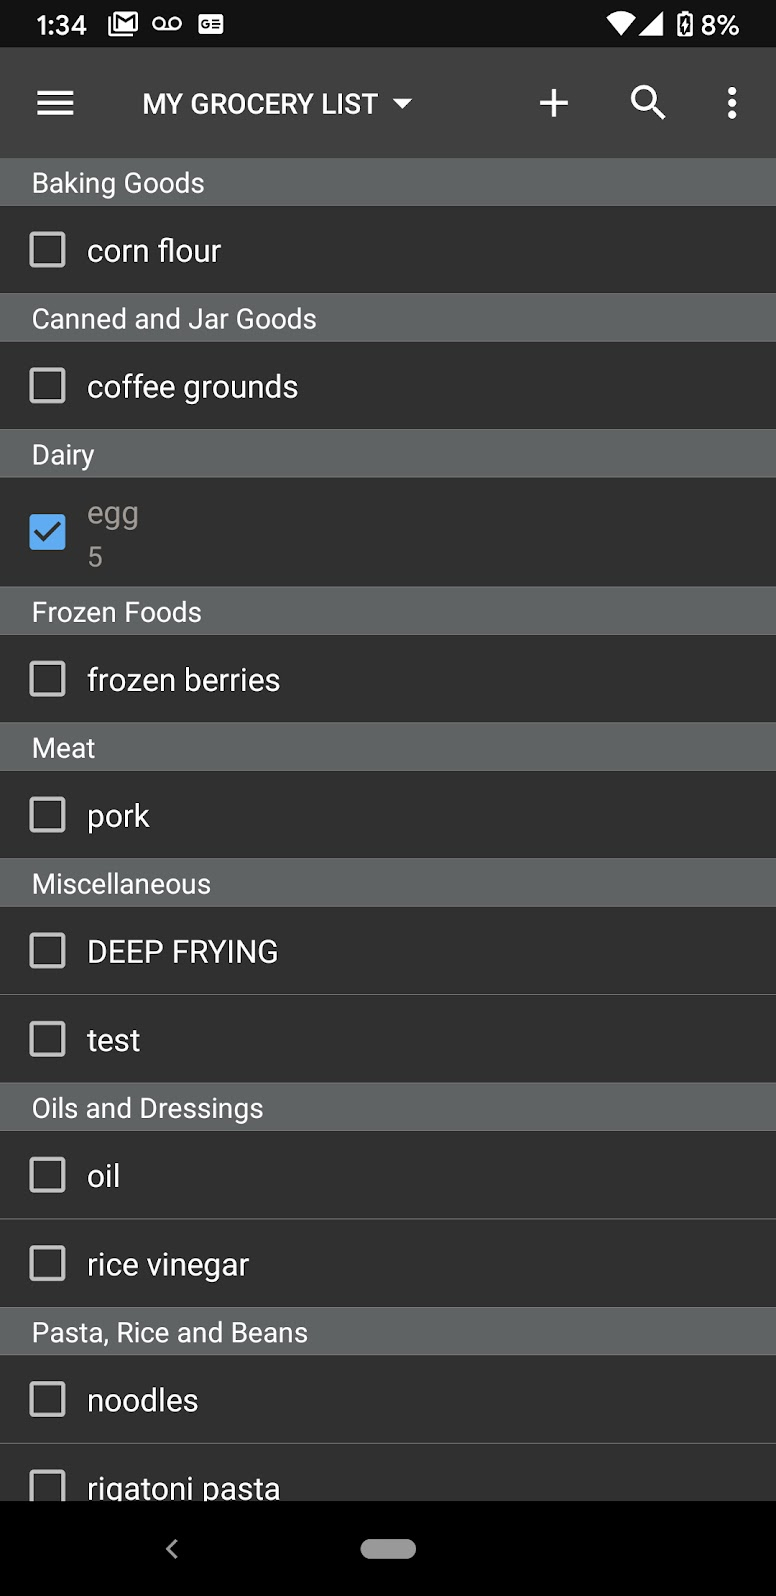 1:34 GE 8%
MY GROCERY LIST
Baking Goods
corn flour
Canned and Jar Goods
coffee grounds
Dairy
egg
5
Frozen Foods
frozen berries
Meat
pork
Miscellaneous
DEEP FRYING
test
Oils and Dressings
oil
rice vinegar
Pasta, Rice and Beans
noodles
rigatoni pasta